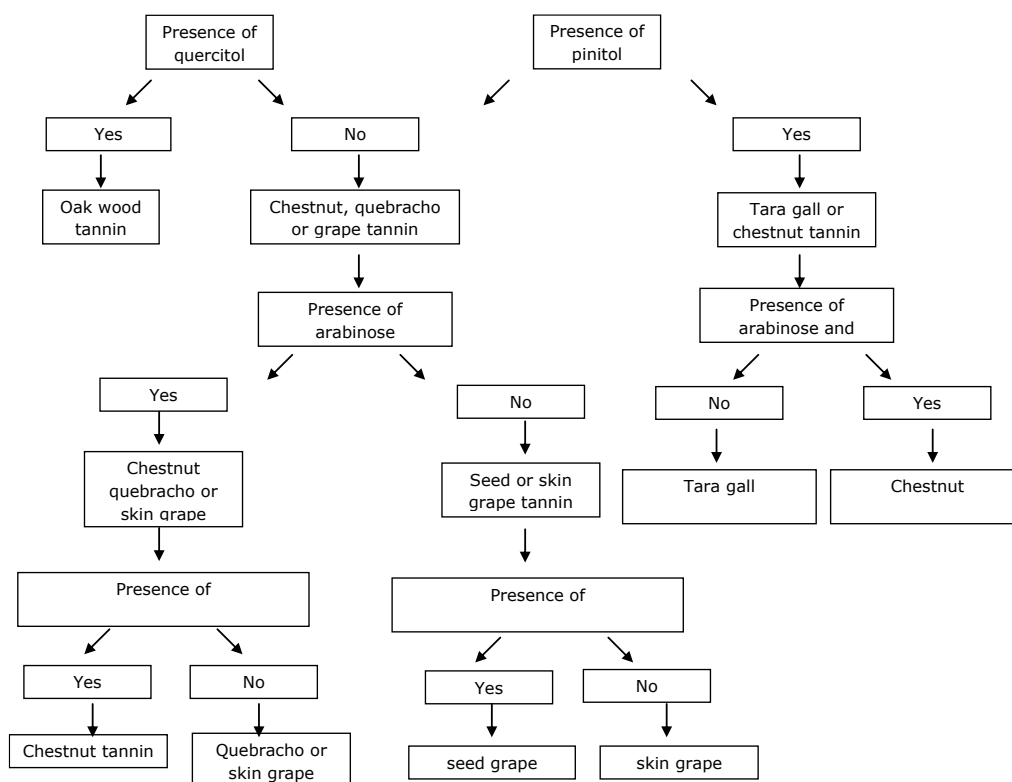 Presence of
quercitol
Presence of
pinitol
Yes
No
Yes
Oak wood
tannin
Chestnut, quebracho
or grape tannin
Tara gall or
chestnut tannin
Presence of
arabinose
Presence of
arabinose and
Yes
No
No
Yes
Chestnut
quebracho or
skin grape
Seed or skin
grape tannin
Tara gall
Chestnut
Presence of
Presence of
Yes
No
Yes
No
Chestnut tannin
Quebracho or
skin grape
seed grape
skin grape